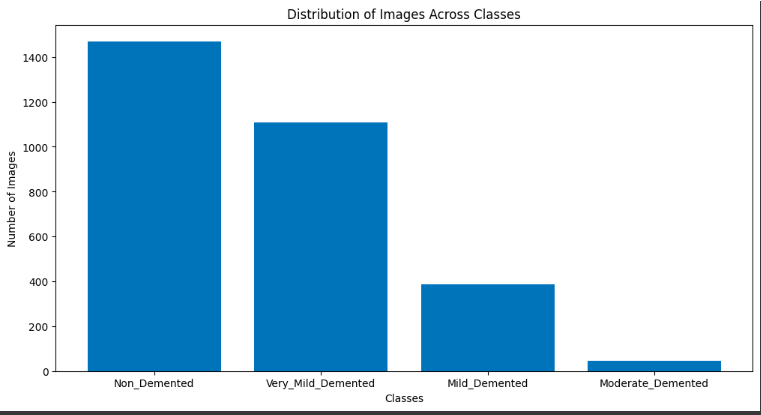 Distribution of Images Across Classes
1400
1200
1000
800
600
400
200
0
Number of Images
Non_Demented
Very_Mild_Demented
Mild_Demented
Moderate_Demented
Classes